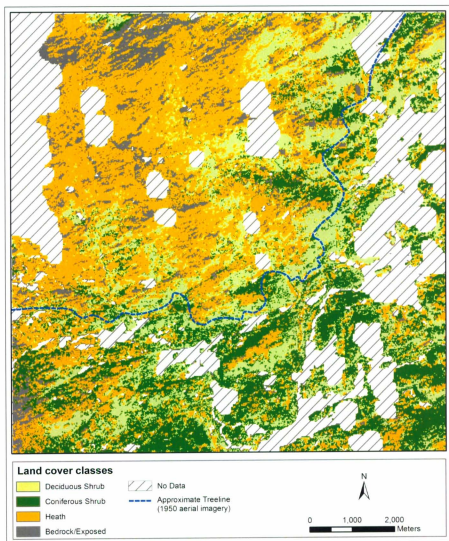 Land cover classes
Deciduous Shrub
Coniferous Shrub
Heath
Bedrock/Exposed
No Data
Approximate Treeline
(1950 aerial imagery)
N
0 1,000 2,000
Meters